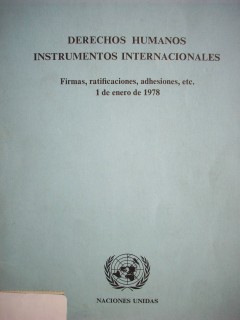 DERECHOS HUMANOS
INSTRUMENTOS INTERNACIONALES
Firmas, ratificaciones, adhesiones, etc.
1 de enero de 1978
NACIONES UNIDAS